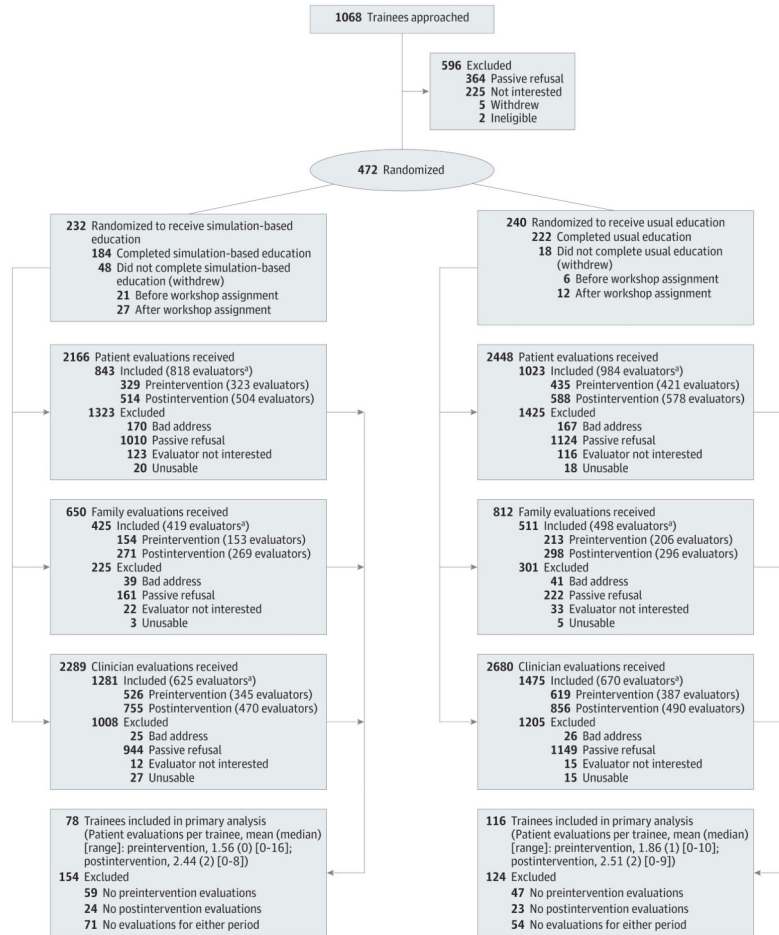 1068 Trainees approached
596 Excluded
364 Passive refusal
225 Not interested
5 Withdrew
2 Ineligible
472 Randomized
232 Randomized to receive simulation-based
education
184 Completed simulation-based education
48 Did not complete simulation-based
education (withdrew)
21 Before workshop assignment
27 After workshop assignment
240 Randomized to receive usual education
222 Completed usual education
18 Did not complete usual education
(withdrew)
6 Before workshop assignment
12 After workshop assignment
2166 Patient evaluations received
843 Included (818 evaluatorsᵃ)
329 Preintervention (323 evaluators)
514 Postintervention (504 evaluators)
1323 Excluded
170 Bad address
1010 Passive refusal
123 Evaluator not interested
20 Unusable
2448 Patient evaluations received
1023 Included (984 evaluatorsᵃ)
435 Preintervention (421 evaluators)
588 Postintervention (578 evaluators)
1425 Excluded
167 Bad address
1124 Passive refusal
116 Evaluator not interested
18 Unusable
650 Family evaluations received
425 Included (419 evaluatorsᵃ)
154 Preintervention (153 evaluators)
271 Postintervention (269 evaluators)
225 Excluded
39 Bad address
161 Passive refusal
22 Evaluator not interested
3 Unusable
812 Family evaluations received
511 Included (498 evaluatorsᵃ)
213 Preintervention (206 evaluators)
298 Postintervention (296 evaluators)
301 Excluded
41 Bad address
222 Passive refusal
33 Evaluator not interested
5 Unusable
2289 Clinician evaluations received
1281 Included (625 evaluatorsᵃ)
526 Preintervention (345 evaluators)
755 Postintervention (470 evaluators)
1008 Excluded
25 Bad address
944 Passive refusal
12 Evaluator not interested
27 Unusable
2680 Clinician evaluations received
1475 Included (670 evaluatorsᵃ)
619 Preintervention (387 evaluators)
856 Postintervention (490 evaluators)
1205 Excluded
26 Bad address
1149 Passive refusal
15 Evaluator not interested
15 Unusable
78 Trainees included in primary analysis
(Patient evaluations per trainee, mean (median)
[range]: preintervention, 1.56 (0) [0-16];
postintervention, 2.44 (2) [0-8])
154 Excluded
59 No preintervention evaluations
24 No postintervention evaluations
71 No evaluations for either period
116 Trainees included in primary analysis
(Patient evaluations per trainee, mean (median)
[range]: preintervention, 1.86 (1) [0-10];
postintervention, 2.51 (2) [0-9])
124 Excluded
47 No preintervention evaluations
23 No postintervention evaluations
54 No evaluations for either period